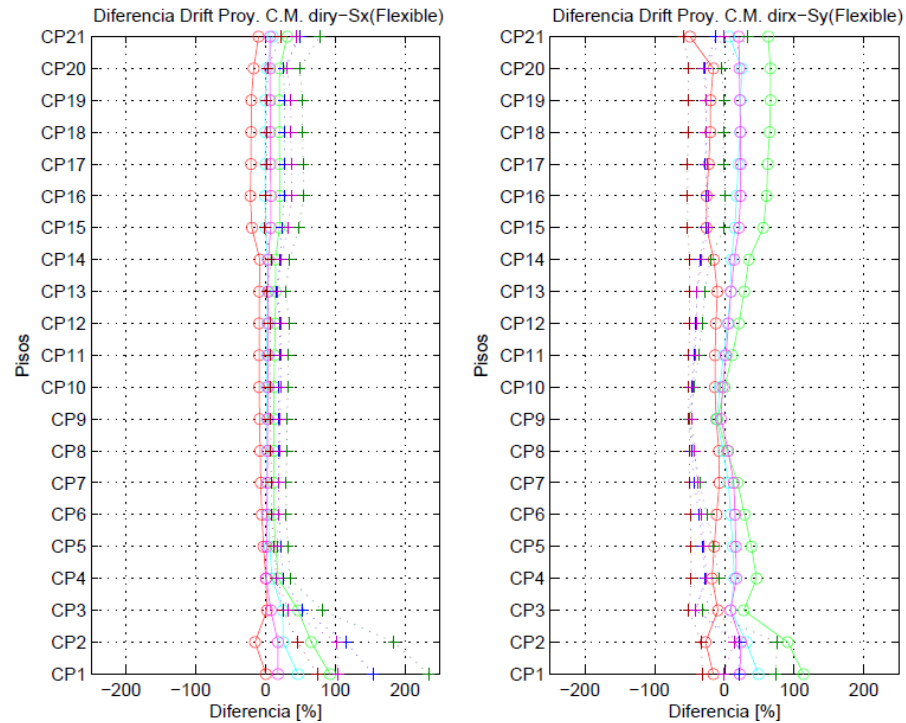 Diferencia Drift Proy. C.M. diry-Sx(Flexible)
CP21
CP20
CP19
CP18
CP17
CP16
CP15
CP14
CP13
CP12
CP11
CP10
CP9
CP8
CP7
CP6
CP5
CP4
CP3
CP2
CP1
Pisos
-200 -100 0 100 200
Diferencia [%]
Diferencia Drift Proy. C.M. dirx-Sy(Flexible)
CP21
CP20
CP19
CP18
CP17
CP16
CP15
CP14
CP13
CP12
CP11
CP10
CP9
CP8
CP7
CP6
CP5
CP4
CP3
CP2
CP1
Pisos
-200 -100 0 100 200
Diferencia [%]